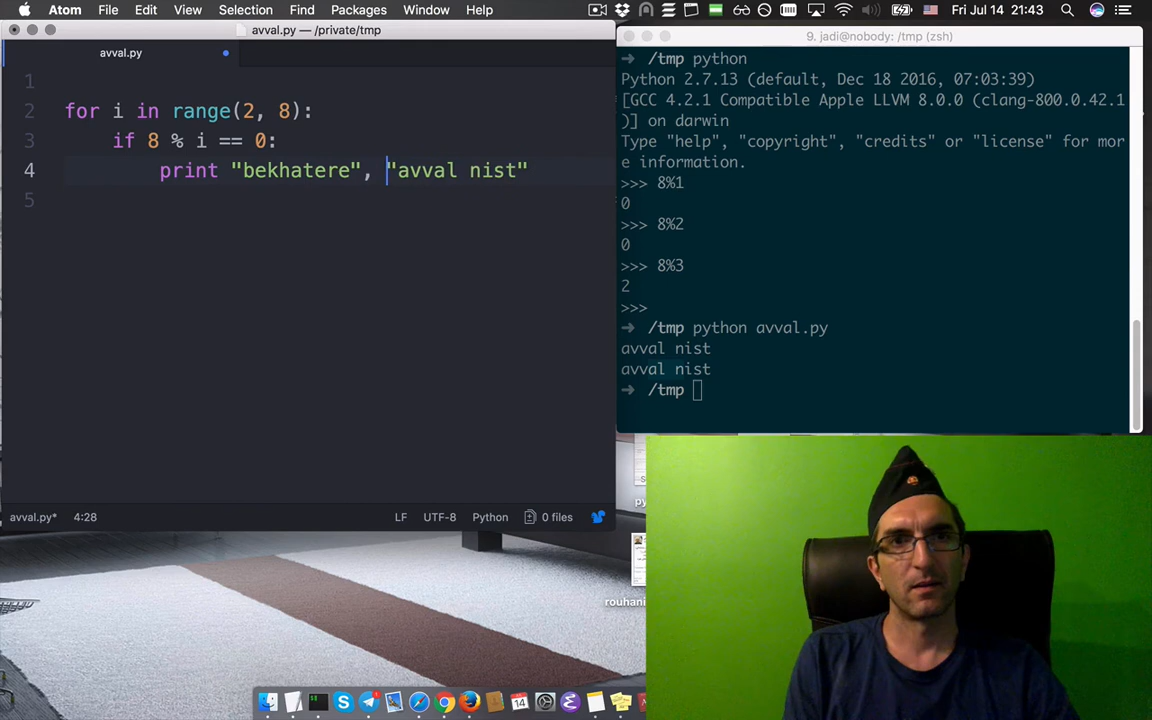 Atom File Edit View Selection Find Packages Window Help
Fri Jul 14 21:43
avval.py — /private/tmp
avval.py
1
2 for i in range(2, 8):
3 if 8 % i == 0:
4 print "bekhatere", "avval nist"
5
avval.py* 4:28 LF UTF-8 Python 0 files
9. jadi@nobody: /tmp (zsh)
➜ /tmp python
Python 2.7.13 (default, Dec 18 2016, 07:03:39)
[GCC 4.2.1 Compatible Apple LLVM 8.0.0 (clang-800.0.42.1
)] on darwin
Type "help", "copyright", "credits" or "license" for mor
e information.
>>> 8%1
0
>>> 8%2
0
>>> 8%3
2
>>>
➜ /tmp python avval.py
avval nist
avval nist
➜ /tmp
py
rouhani
14